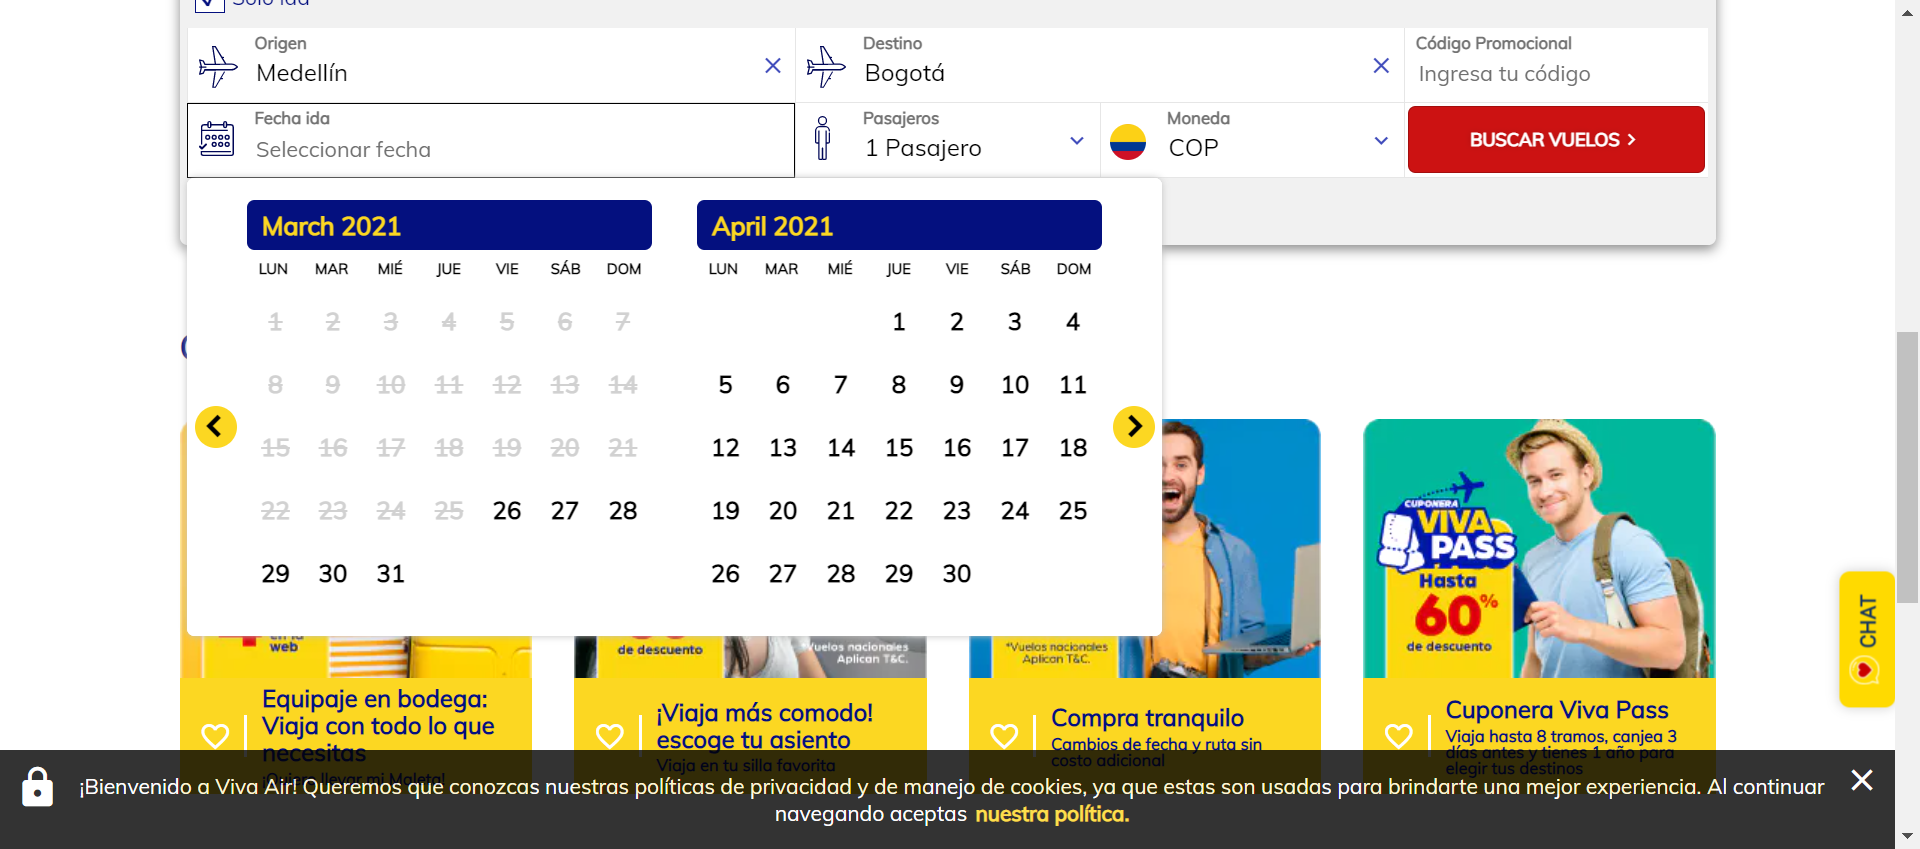 Solo ida
Origen
Medellín
Destino
Bogotá
Código Promocional
Ingresa tu código
Fecha ida
Seleccionar fecha
Pasajeros
1 Pasajero
Moneda
COP
BUSCAR VUELOS
March 2021
LUN MAR MIÉ JUE VIE SÁB DOM
1 2 3 4 5 6 7
8 9 10 11 12 13 14
15 16 17 18 19 20 21
22 23 24 25 26 27 28
29 30 31
April 2021
LUN MAR MIÉ JUE VIE SÁB DOM
1 2 3 4
5 6 7 8 9 10 11
12 13 14 15 16 17 18
19 20 21 22 23 24 25
26 27 28 29 30
en la
web
de descuento
*Vuelos nacionales
Aplican T&C.
*Vuelos nacionales
Aplican T&C.
CUPONERA
VIVA
PASS
Hasta
60%
de descuento
CHAT
Equipaje en bodega:
Viaja con todo lo que
necesitas
¡Quiero llevar mi Maleta!
¡Viaja más comodo!
escoge tu asiento
Viaja en tu silla favorita
Compra tranquilo
Cambios de fecha y ruta sin
costo adicional
Cuponera Viva Pass
Viaja hasta 8 tramos, canjea 3
días antes y tienes 1 año para
elegir tus destinos
¡Bienvenido a Viva Air! Queremos que conozcas nuestras políticas de privacidad y de manejo de cookies, ya que estas son usadas para brindarte una mejor experiencia. Al continuar
navegando aceptas nuestra política.